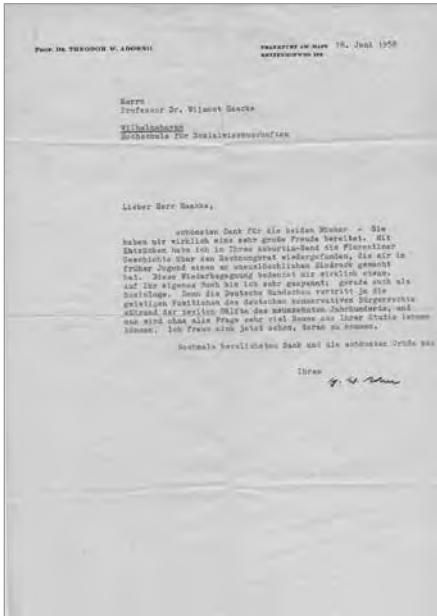 PROF. DR. THEODOR W. ADORNO
FRANKFURT AM MAIN 18. Juni 1958
KETTENHOFWEG 123
Herrn
Professor Dr. Wilmont Haacke
Wilhelmshaven
Hochschule für Sozialwissenschaften
Lieber Herr Haacke,
schönsten Dank für die beiden Bücher - Sie
haben mir wirklich eine sehr große Freude bereitet. Mit
Entzücken habe ich in Ihrem Auburtin-Band die Florentiner
Geschichte über den wiedergefunden, die mir in
früher Jugend einen so unauslöschlichen Eindruck gemacht
hat. Diese Wiederbegegnung bedeutet mir wirklich etwas.
Auf Ihr eigenes Buch bin ich sehr gespannt; gerade auch als
Soziologe. Denn die Deutsche Rundschau vertritt ja die
geistigen Positionen des deutschen konservativen Bürgertums
während der zweiten Hälfte des neunzehnten Jahrhunderts, und
man wird ohne alle Frage sehr viel Neues aus Ihrer Studie lernen
können. Ich freue mich jetzt schon, daran zu kommen.
Nochmals herzlichsten Dank und die schönsten Grüße von
Ihrem